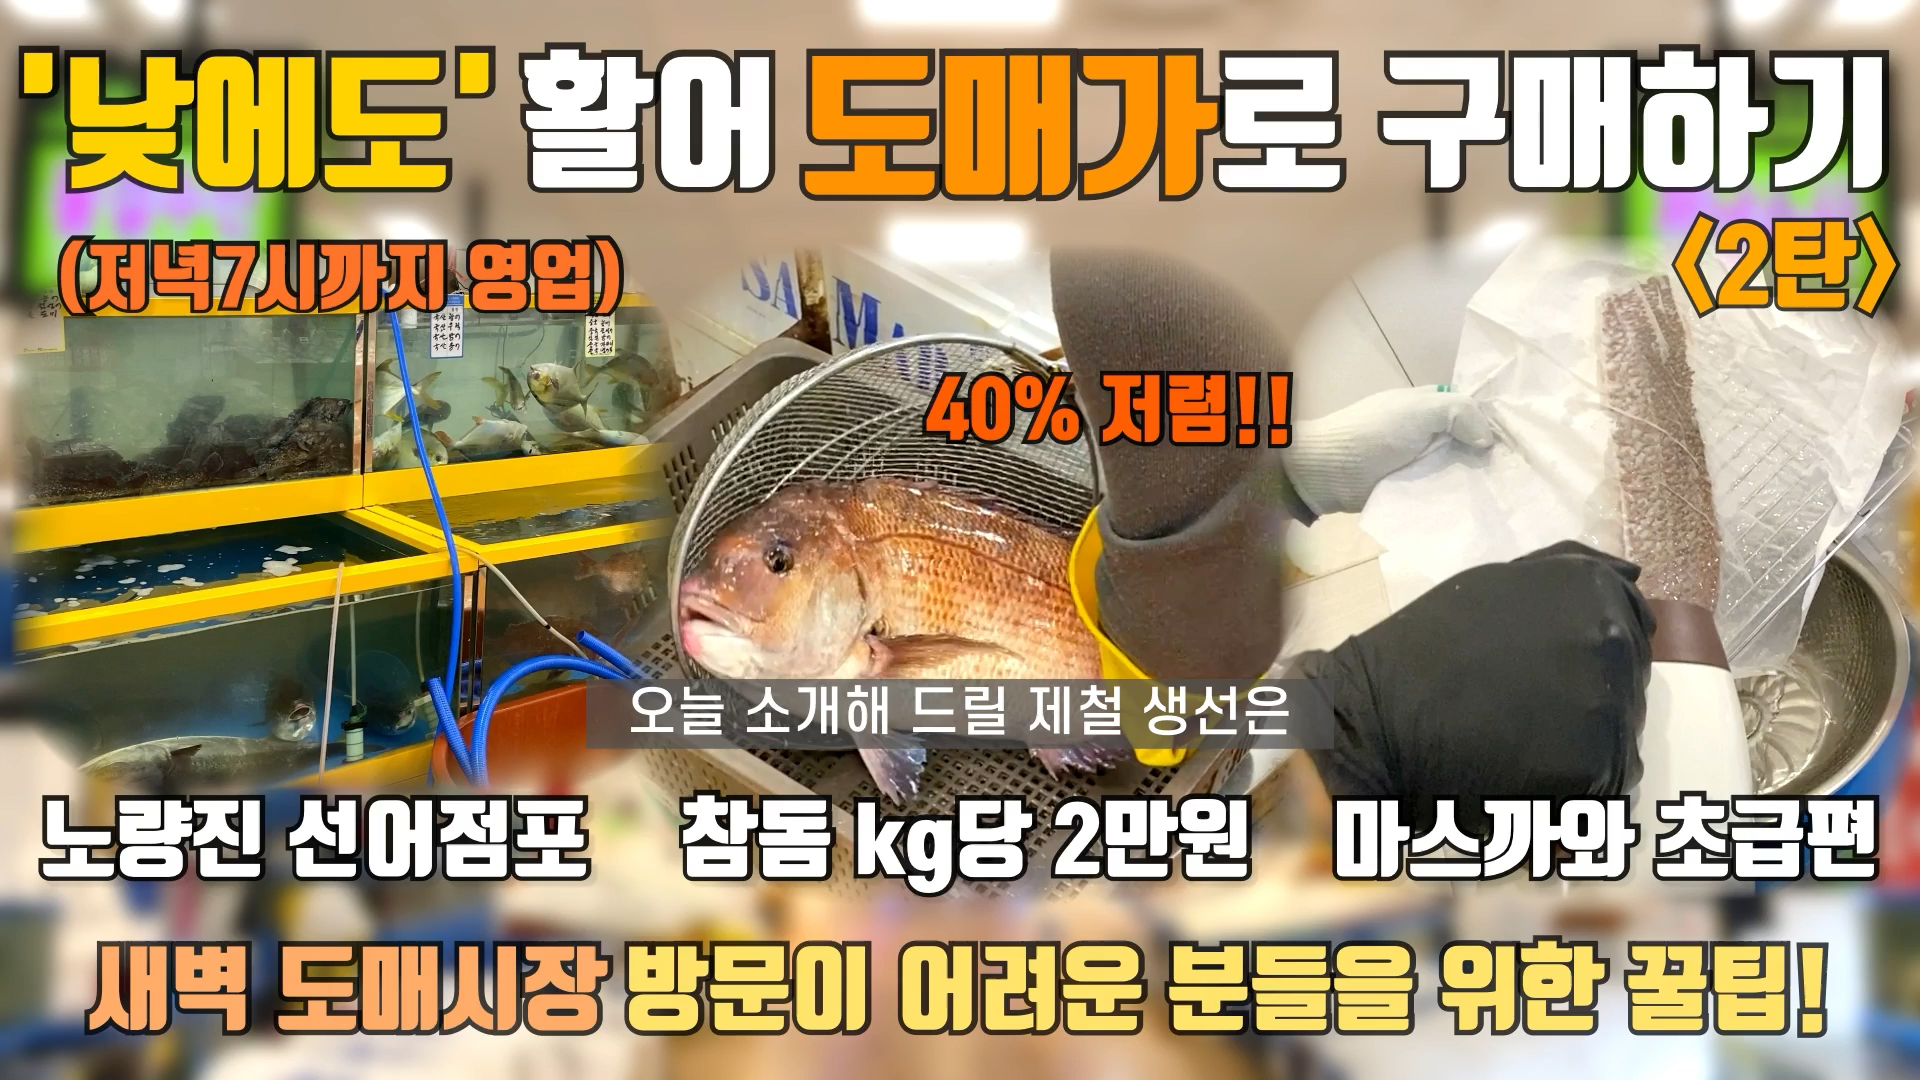 '낮에도' 활어 도매가로 구매하기
(저녁7시까지 영업)
<2탄>
SA
MA
40% 저렴!!
오늘 소개해 드릴 제철 생선은
노량진 선어점포
참돔 kg당 2만원
마스까와 초급편
새벽 도매시장 방문이 어려운 분들을 위한 꿀팁!